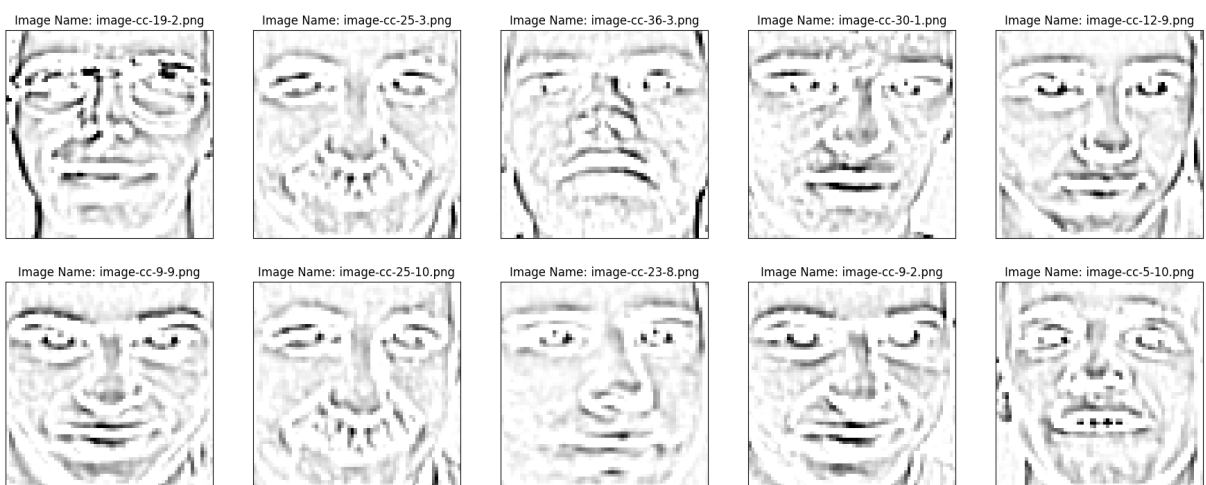 Image Name: image-cc-19-2.png
Image Name: image-cc-25-3.png
Image Name: image-cc-36-3.png
Image Name: image-cc-30-1.png
Image Name: image-cc-12-9.png
Image Name: image-cc-9-9.png
Image Name: image-cc-25-10.png
Image Name: image-cc-23-8.png
Image Name: image-cc-9-2.png
Image Name: image-cc-5-10.png